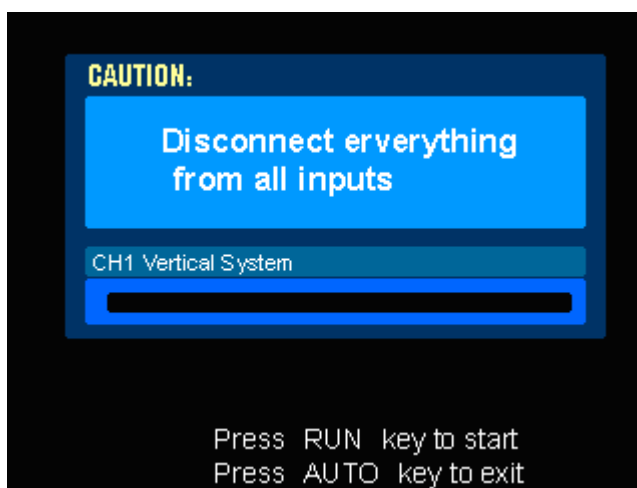 CAUTION:
Disconnect erverything
from all inputs
CH1 Vertical System
Press RUN key to start
Press AUTO key to exit